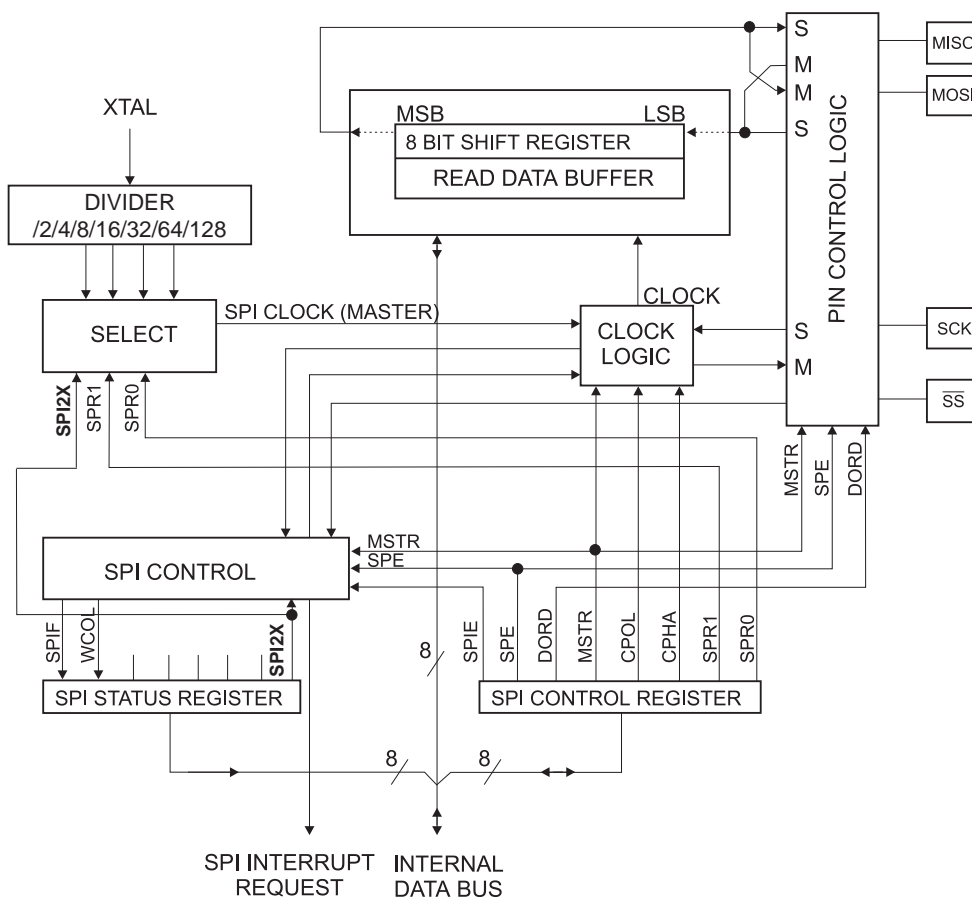 S
MISO
M
XTAL
M
MOSI
MSB
LSB
S
8 BIT SHIFT REGISTER
READ DATA BUFFER
PIN CONTROL LOGIC
DIVIDER
/2/4/8/16/32/64/128
SPI CLOCK (MASTER)
CLOCK
SELECT
CLOCK
LOGIC
S
SCK
M
SPI2X
SPR1
SPR0
SS
MSTR
SPE
DORD
MSTR
SPE
SPI CONTROL
SPIF
WCOL
SPI2X
8
SPIE
SPE
DORD
MSTR
CPOL
CPHA
SPR1
SPR0
SPI STATUS REGISTER
SPI CONTROL REGISTER
8
8
SPI INTERRUPT
REQUEST
INTERNAL
DATA BUS